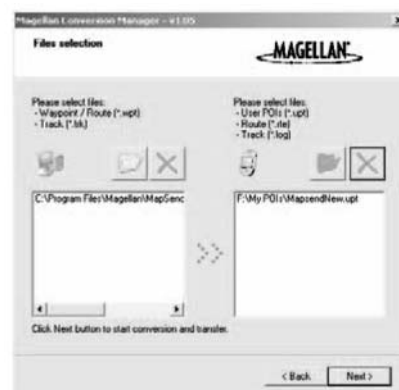 Magellan Conversion Manager - v1.05
Files selection
MAGELLAN
Please select files:
- Waypoint / Route (*.wpt)
- Track (*.trk)
Please select files:
- User POIs (*.upt)
- Route (*.rte)
- Track (*.log)
C:\Program Files\Magellan\MapSenc
F:\My POIs\MapsendNew.upt
>>
Click Next button to start conversion and transfer.
< Back
Next >